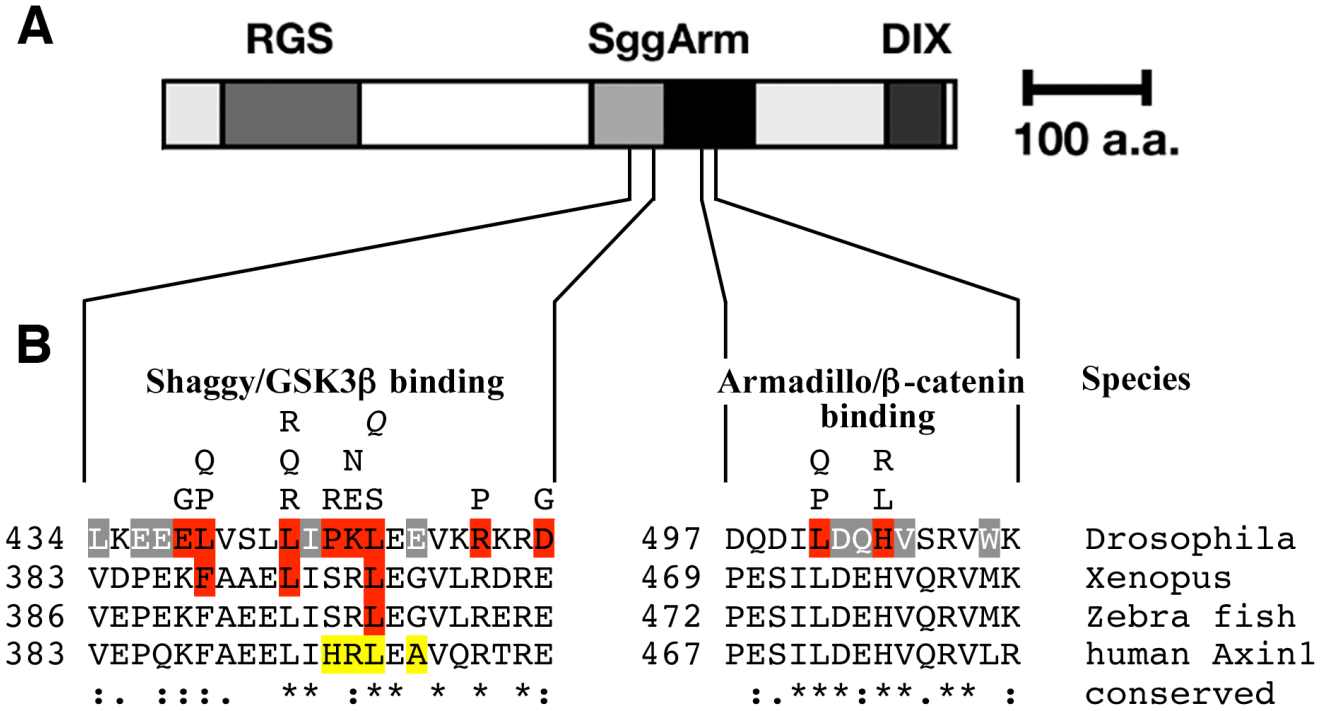 A
RGS SggArm DIX
100 a.a.
B
Shaggy/GSK3β binding Armadillo/β-catenin binding Species
R Q
Q Q N Q R
GP R RES P G P L
434 LKEEELVSLLIPKLEEEVKRKRD 497 DQDILDQHVSRVWK Drosophila
383 VDPEKFAAELISRLEGVLRDRE 469 PESILDEHVQRVMK Xenopus
386 VEPEKFAEELISRLEGVLRERE 472 PESILDEHVQRVMK Zebra fish
383 VEPQKFAEELIHRLEAVQRTRE 467 PESILDEHVQRVLR human Axin1
:. :::. ** :** * * *: :.***:**.** : conserved